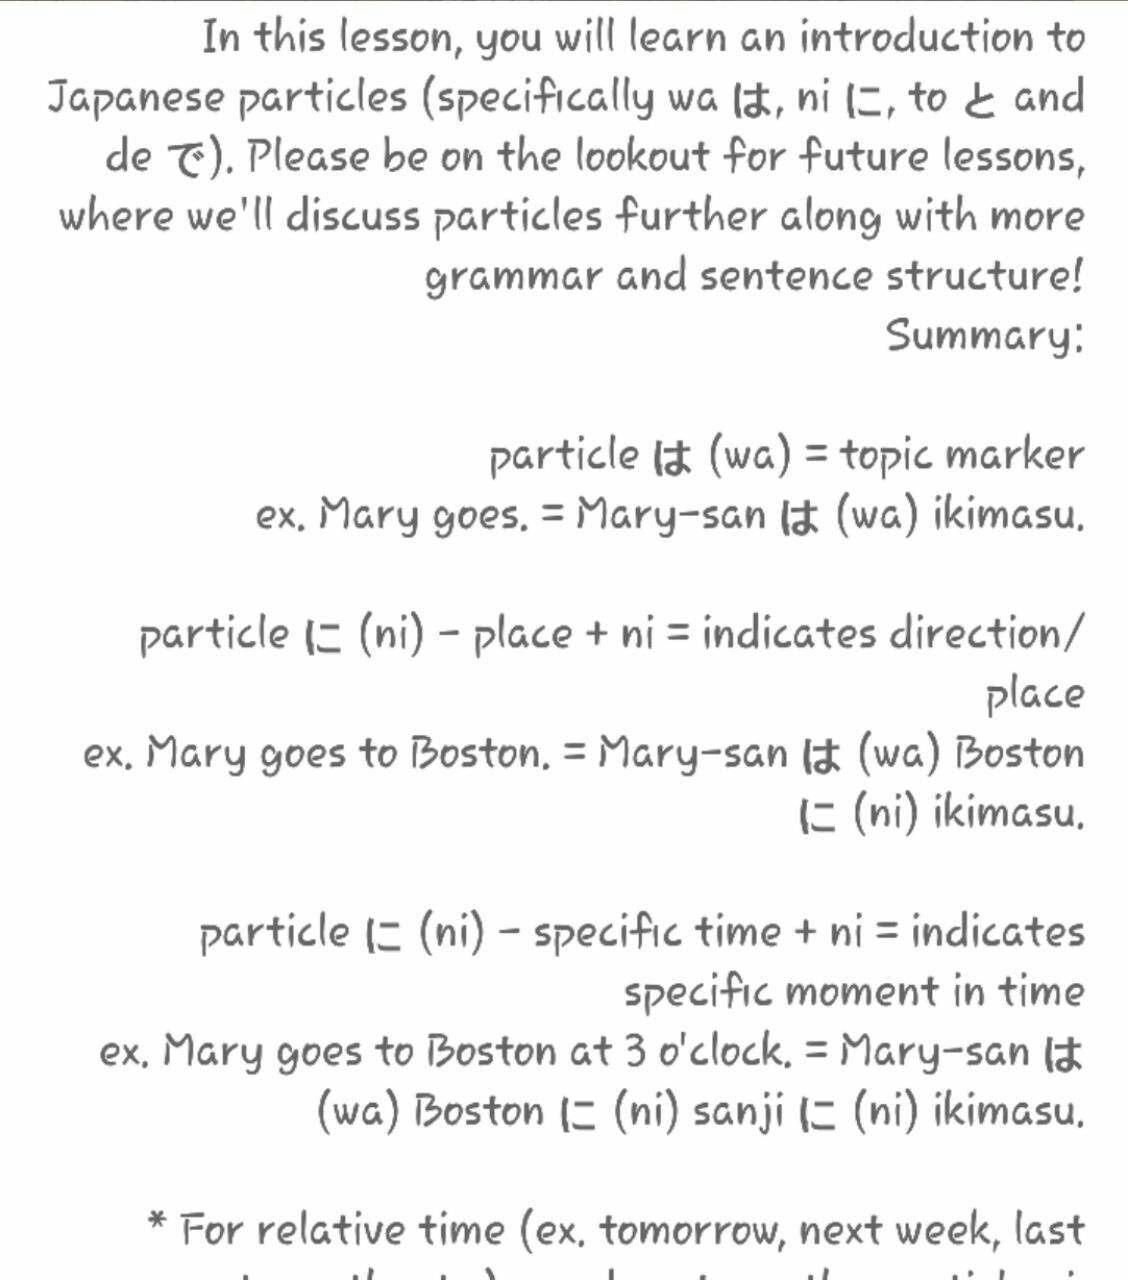 In this lesson, you will learn an introduction to
Japanese particles (specifically wa は, ni に, to と and
de で). Please be on the lookout for future lessons,
where we'll discuss particles further along with more
grammar and sentence structure!
Summary:
particle は (wa) = topic marker
ex. Mary goes. = Mary-san は (wa) ikimasu.
particle に (ni) - place + ni = indicates direction/
place
ex. Mary goes to Boston. = Mary-san は (wa) Boston
に (ni) ikimasu.
particle に (ni) - specific time + ni = indicates
specific moment in time
ex. Mary goes to Boston at 3 o'clock. = Mary-san は
(wa) Boston に (ni) sanji に (ni) ikimasu.
* For relative time (ex. tomorrow, next week, last